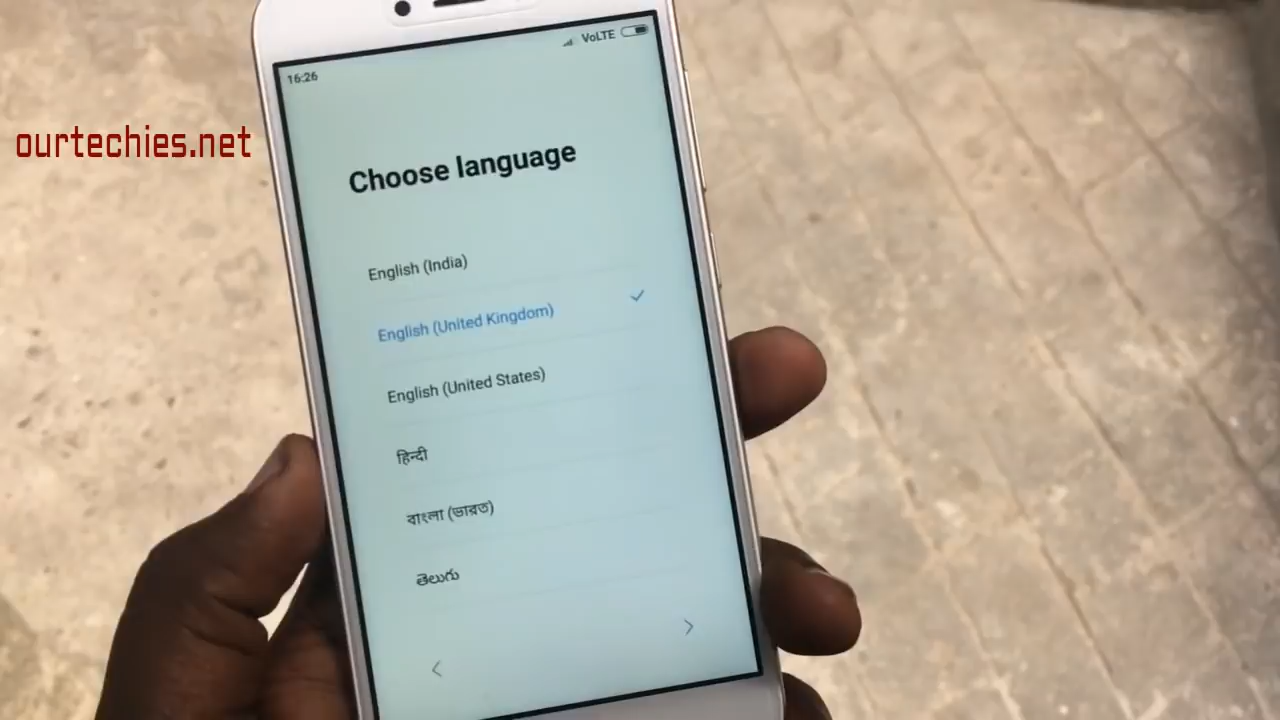 16:26
VoLTE
ourtechies.net
Choose language
English (India)
English (United Kingdom)
English (United States)
हिन्दी
বাংলা (ভারত)
తెలుగు